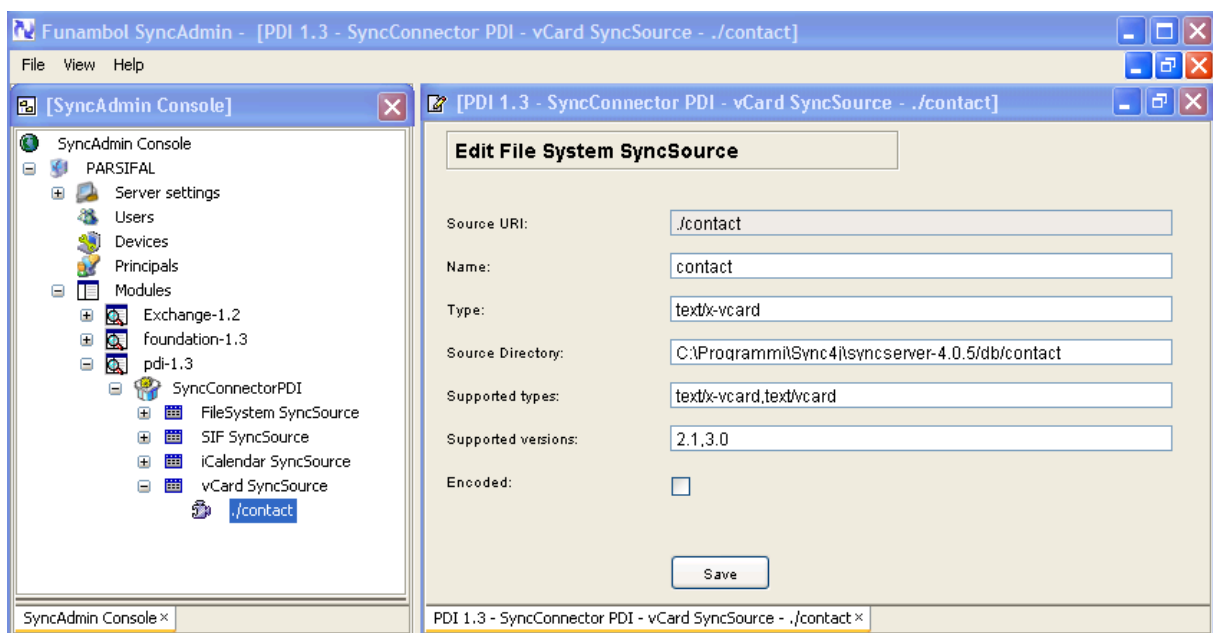 Funambol SyncAdmin - [PDI 1.3 - SyncConnector PDI - vCard SyncSource - ./contact]
File View Help
[SyncAdmin Console]
SyncAdmin Console
PARSIFAL
Server settings
Users
Devices
Principals
Modules
Exchange-1.2
foundation-1.3
pdi-1.3
SyncConnectorPDI
FileSystem SyncSource
SIF SyncSource
iCalendar SyncSource
vCard SyncSource
./contact
SyncAdmin Console
[PDI 1.3 - SyncConnector PDI - vCard SyncSource - ./contact]
Edit File System SyncSource
Source URI: ./contact
Name: contact
Type: text/x-vcard
Source Directory: C:\Programmi\Sync4j\syncserver-4.0.5/db/contact
Supported types: text/x-vcard,text/vcard
Supported versions: 2.1,3.0
Encoded:
Save
PDI 1.3 - SyncConnector PDI - vCard SyncSource - ./contact